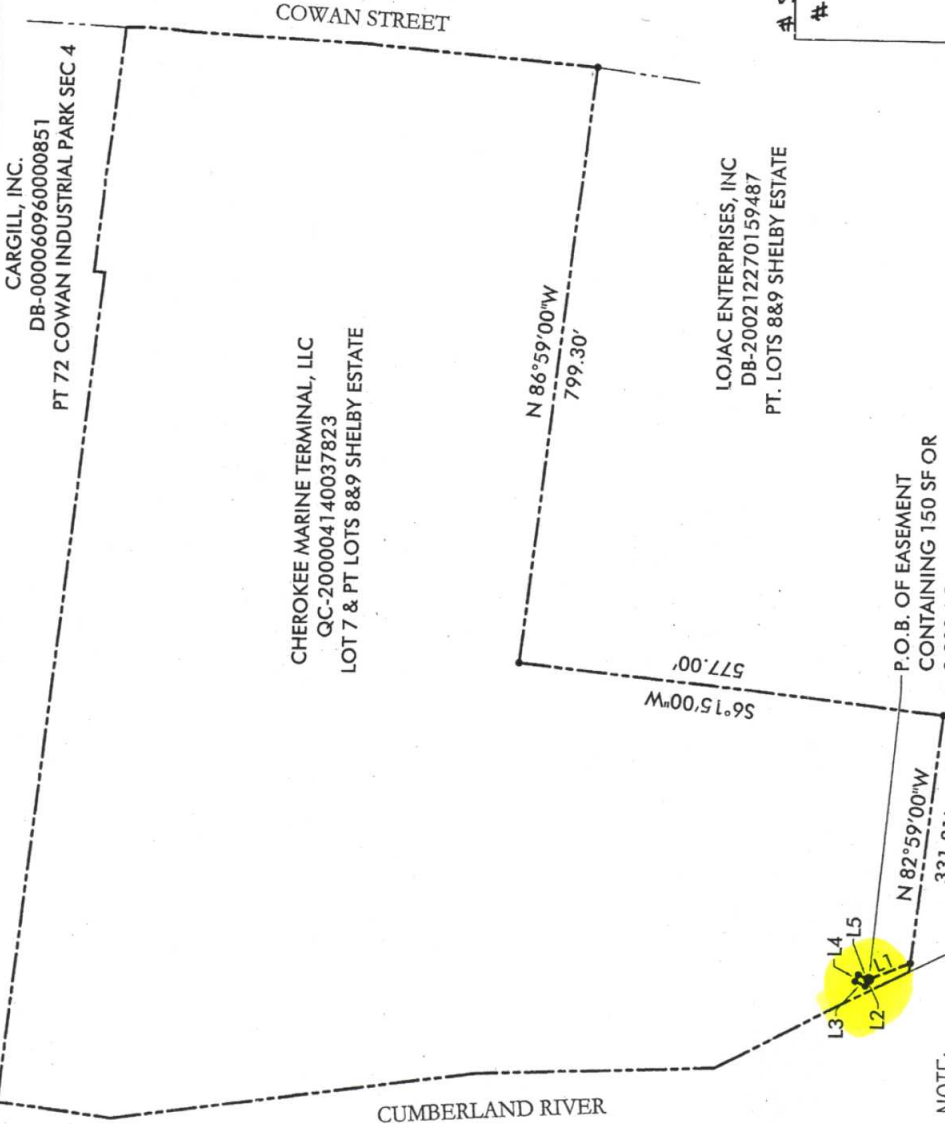 COWAN STREET
#
#
CARGILL, INC.
DB-000060960000851
PT 72 COWAN INDUSTRIAL PARK SEC 4
CHEROKEE MARINE TERMINAL, LLC
QC-200004140037823
LOT 7 & PT LOTS 8&9 SHELBY ESTATE
N 86°59'00"W
799.30'
LOJAC ENTERPRISES, INC
DB-200212270159487
PT. LOTS 8&9 SHELBY ESTATE
577.00'
S6°15'00"W
P.O.B. OF EASEMENT
CONTAINING 150 SF OR
N 82°59'00"W
L4
L5
L3
L1
L2
CUMBERLAND RIVER
NOTE: